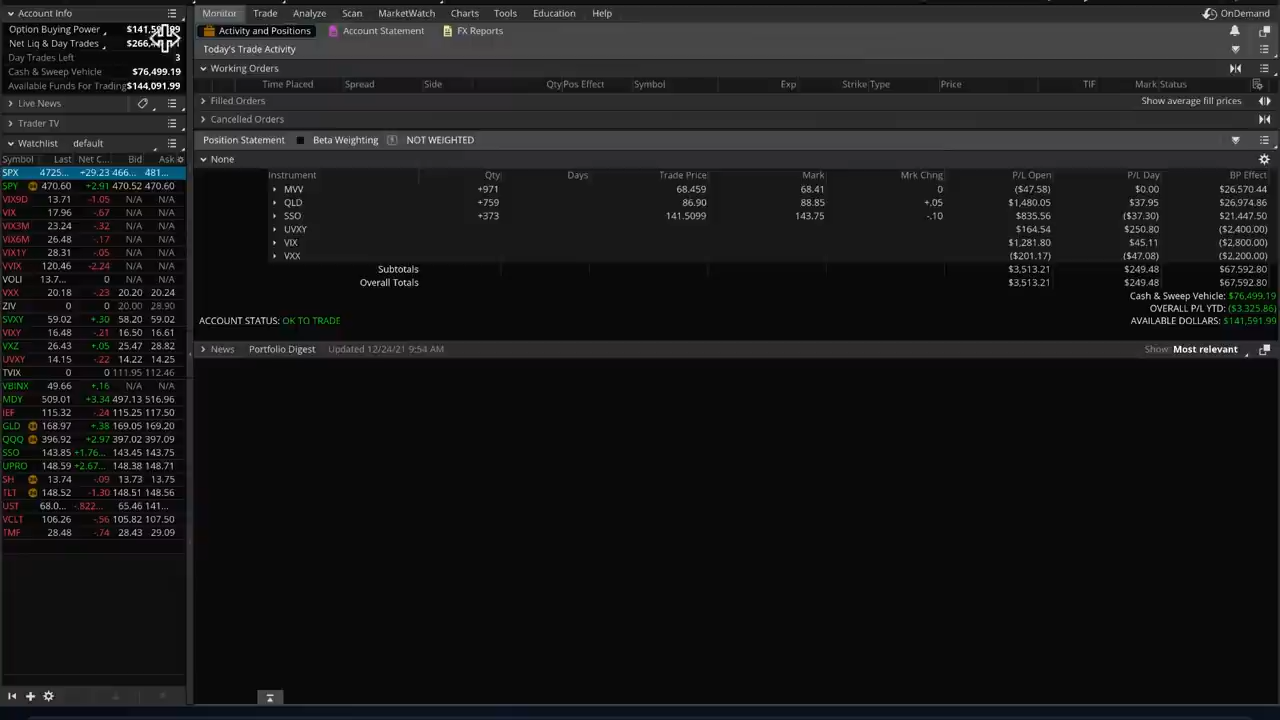 Account Info
Option Buying Power
Net Liq & Day Trades
Day Trades Left 3
Cash & Sweep Vehicle $76,499.19
Available Funds For Trading $144,091.99
Live News
Trader TV
Watchlist default
Symbol Last Net C... Bid Ask
SPX 4725... +29.23 466... 481...
SPY 470.60 +2.91 470.52 470.60
VIX9D 13.71 -1.05 N/A N/A
VIX 17.96 -.67 N/A N/A
VIX3M 23.24 -.32 N/A N/A
VIX6M 26.48 -.17 N/A N/A
VIX1Y 28.31 -.05 N/A N/A
VVIX 120.46 -2.24 N/A N/A
VOLI 13.7... 0 N/A N/A
VXX 20.18 -.23 20.20 20.24
ZIV 0 0 20.00 28.90
SVXY 59.02 +.30 58.20 59.02
VIXY 16.48 -.21 16.50 16.61
VXZ 26.43 +.05 25.47 28.82
UVXY 14.15 -.22 14.22 14.25
TVIX 0 0 111.95 112.46
VBINX 49.66 +.16 N/A N/A
MDY 509.01 +3.34 497.13 516.96
IEF 115.32 -.24 115.25 117.50
GLD 168.97 +.38 169.05 169.20
QQQ 396.92 +2.97 397.02 397.09
SSO 143.85 +1.76... 143.45 143.75
UPRO 148.59 +2.67... 148.38 148.71
SH 13.74 -.09 13.73 13.75
TLT 148.52 -1.30 148.51 148.56
UST 68.0... -.822... 65.46 141...
VCLT 106.26 -.56 105.82 107.50
TMF 28.48 -.74 28.43 29.09
Monitor Trade Analyze Scan MarketWatch Charts Tools Education Help OnDemand
Activity and Positions Account Statement FX Reports
Today's Trade Activity
Working Orders
Time Placed Spread Side Qty Pos Effect Symbol Exp Strike Type Price TIF Mark Status
Filled Orders Show average fill prices
Cancelled Orders
Position Statement Beta Weighting NOT WEIGHTED
None
Instrument Qty Days Trade Price Mark Mrk Chng P/L Open P/L Day BP Effect
MVV +971 68.459 68.41 0 ($47.58) $0.00 $26,570.44
QLD +759 86.90 88.85 +.05 $1,480.05 $37.95 $26,974.86
SSO +373 141.5099 143.75 -.10 $835.56 ($37.30) $21,447.50
UVXY $164.54 $250.80 ($2,400.00)
VIX $1,281.80 $45.11 ($2,800.00)
VXX ($201.17) ($47.08) ($2,200.00)
Subtotals $3,513.21 $249.48 $67,592.80
Overall Totals $3,513.21 $249.48 $67,592.80
Cash & Sweep Vehicle: $76,499.19
OVERALL P/L YTD: ($3,325.86)
ACCOUNT STATUS: OK TO TRADE AVAILABLE DOLLARS: $141,591.99
News Portfolio Digest Updated 12/24/21 9:54 AM Show: Most relevant